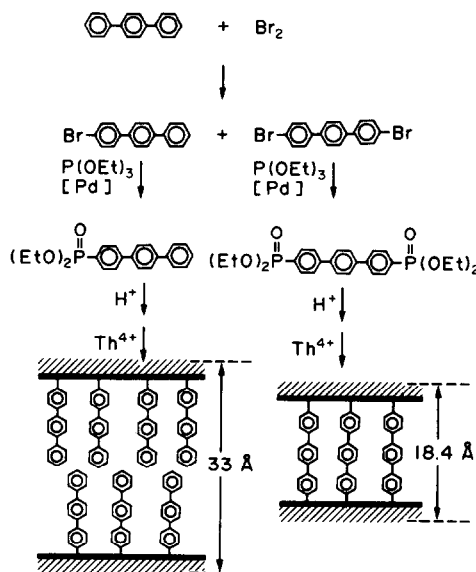 + Br₂
Br + Br Br
P(OEt)₃ P(OEt)₃
[Pd] [Pd]
O O O
(EtO)₂P (EtO)₂P P(OEt)₂
H⁺ H⁺
Th⁴⁺ Th⁴⁺
33 Å 18.4 Å